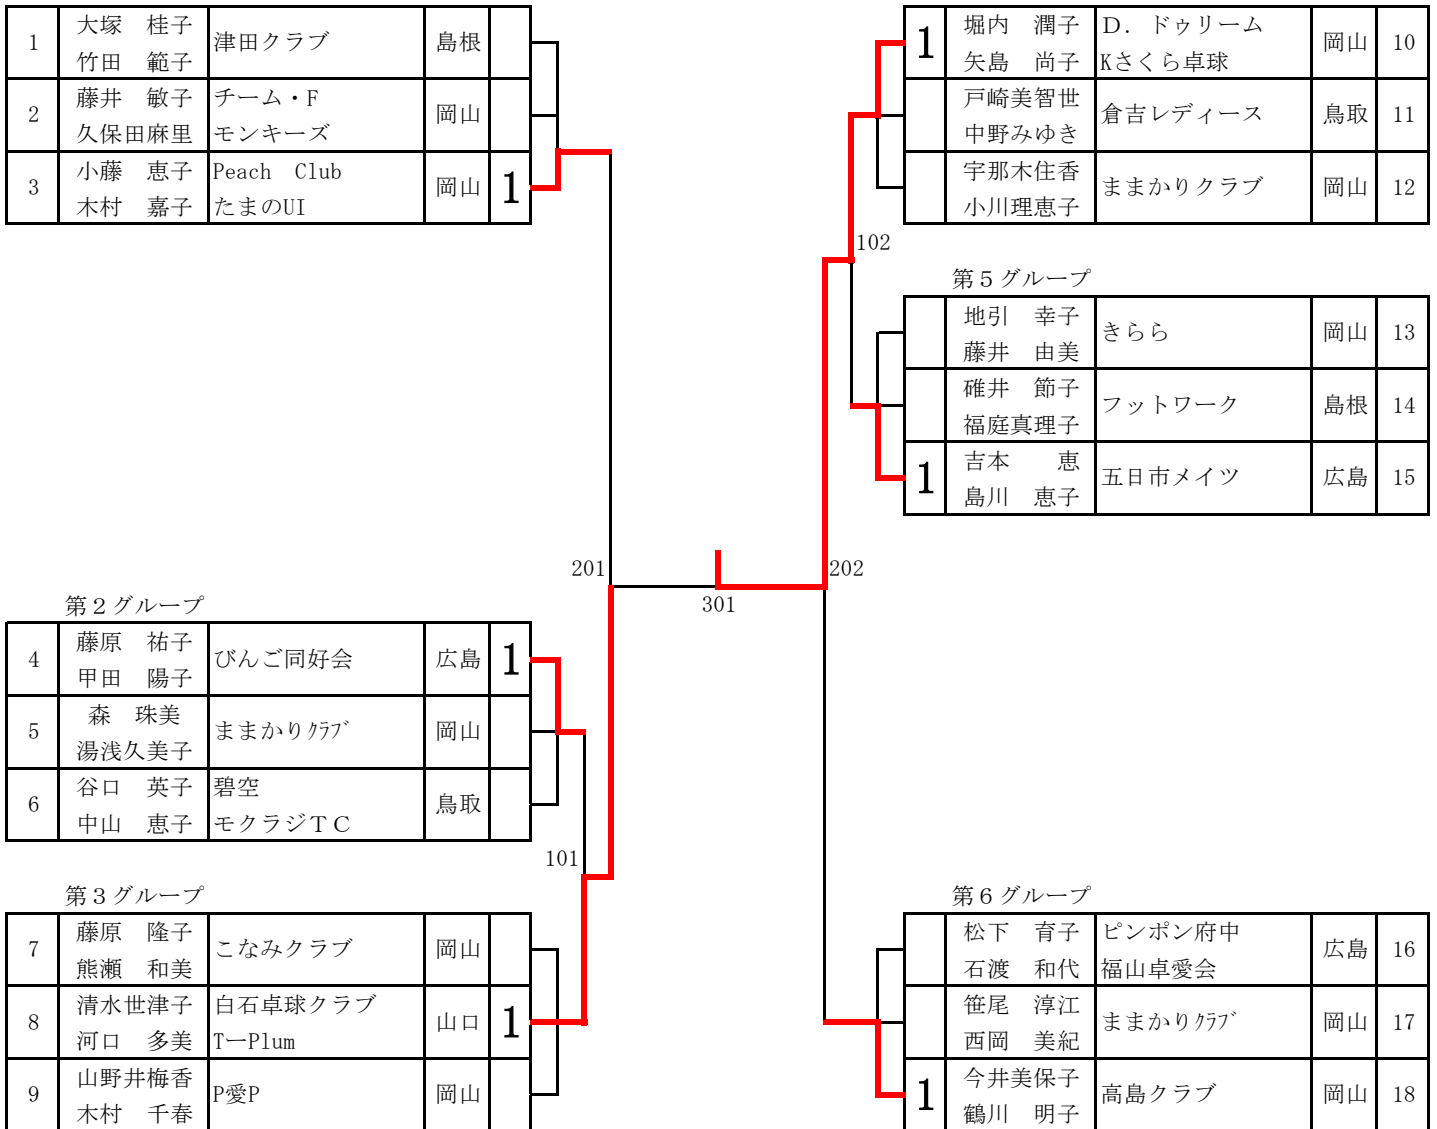 1 大塚　桂子 津田クラブ 島根
竹田　範子
2 藤井　敏子 チーム・F 岡山
久保田麻里 モンキーズ
3 小藤　恵子 Peach　Club 岡山 1
木村　嘉子 たまのUI
201
第２グループ
4 藤原　祐子 びんご同好会 広島 1
甲田　陽子
5 森　珠美 ままかりｸﾗﾌﾞ 岡山
湯浅久美子
6 谷口　英子 碧空 鳥取
中山　恵子 モクラジＴＣ
101
第３グループ
7 藤原　隆子 こなみクラブ 岡山
熊瀬　和美
8 清水世津子 白石卓球クラブ 山口 1
河口　多美 TーPlum
9 山野井梅香 P愛P 岡山
木村　千春
301
1 堀内　潤子 Ｄ．ドゥリーム 岡山 10
矢島　尚子 Kさくら卓球
戸崎美智世 倉吉レディース 鳥取 11
中野みゆき
宇那木住香 ままかりクラブ 岡山 12
小川理恵子
102
第５グループ
地引　幸子 きらら 岡山 13
藤井　由美
碓井　節子 フットワーク 島根 14
福庭真理子
1 吉本　　恵 五日市メイツ 広島 15
島川　恵子
202
第６グループ
松下　育子 ピンポン府中 広島 16
石渡　和代 福山卓愛会
笹尾　淳江 ままかりｸﾗﾌﾞ 岡山 17
西岡　美紀
1 今井美保子 高島クラブ 岡山 18
鶴川　明子